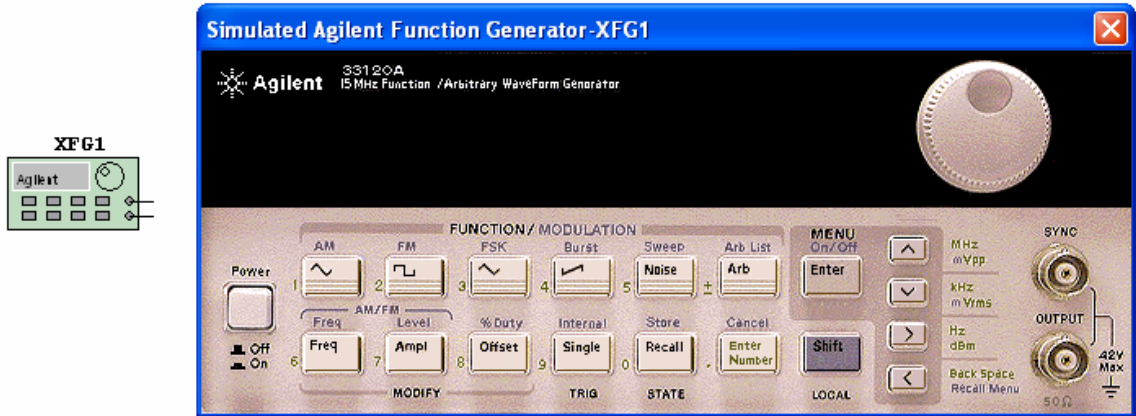 Simulated Agilent Function Generator-XFG1
Agilent
33120A
15 MHz Function / Arbitrary WaveForm Generator
XFG1
Agilent
FUNCTION/ MODULATION
AM FM FSK Burst Sweep Arb List
Noise Arb
1 2 3 4 5 ±
MENU
On/Off
Enter
MHz
mVpp
kHz
mVrms
Hz
dBm
Back Space
Recall Menu
SYNC
OUTPUT
42V
Max
50Ω
Power
Off
On
AM/FM
Freq Level % Duty Internal Store Cancel
Freq Ampl Offset Single Recall Enter Number
6 7 8 9 0 .
MODIFY TRIG STATE
Shift
LOCAL